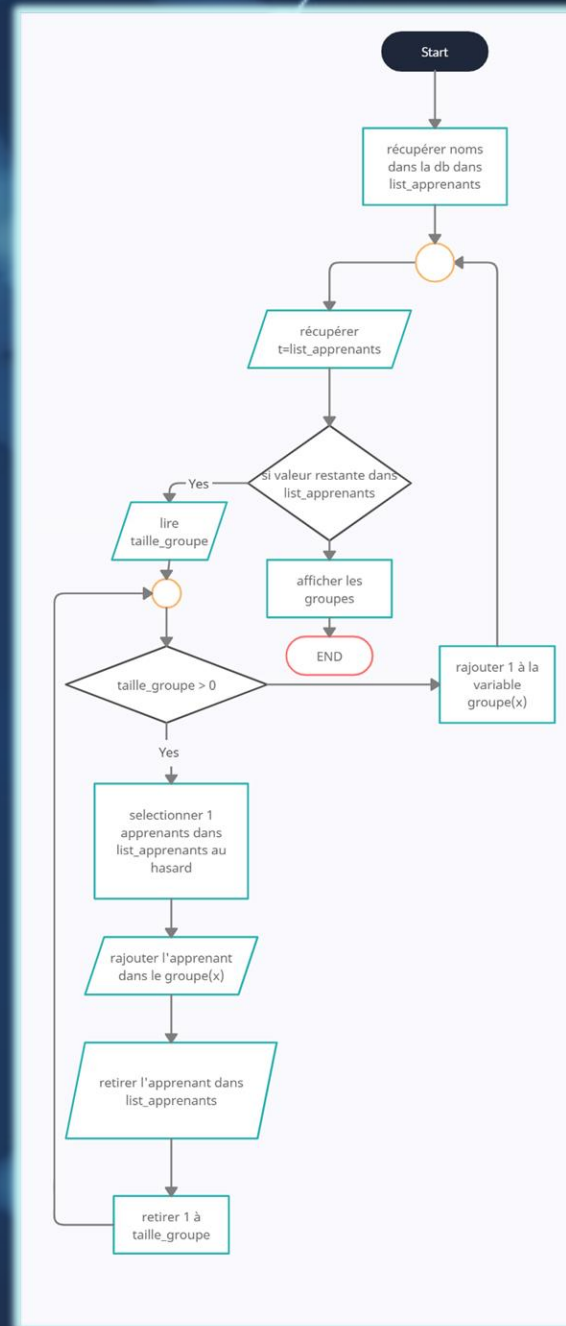 Start
récupérer noms
dans la db dans
list_apprenants
récupérer
t=list_apprenants
si valeur restante dans
list_apprenants
Yes
lire
taille_groupe
afficher les
groupes
END
taille_groupe > 0
rajouter 1 à la
variable
groupe(x)
Yes
selectionner 1
apprenants dans
list_apprenants au
hasard
rajouter l'apprenant
dans le groupe(x)
retirer l'apprenant dans
list_apprenants
retirer 1 à
taille_groupe